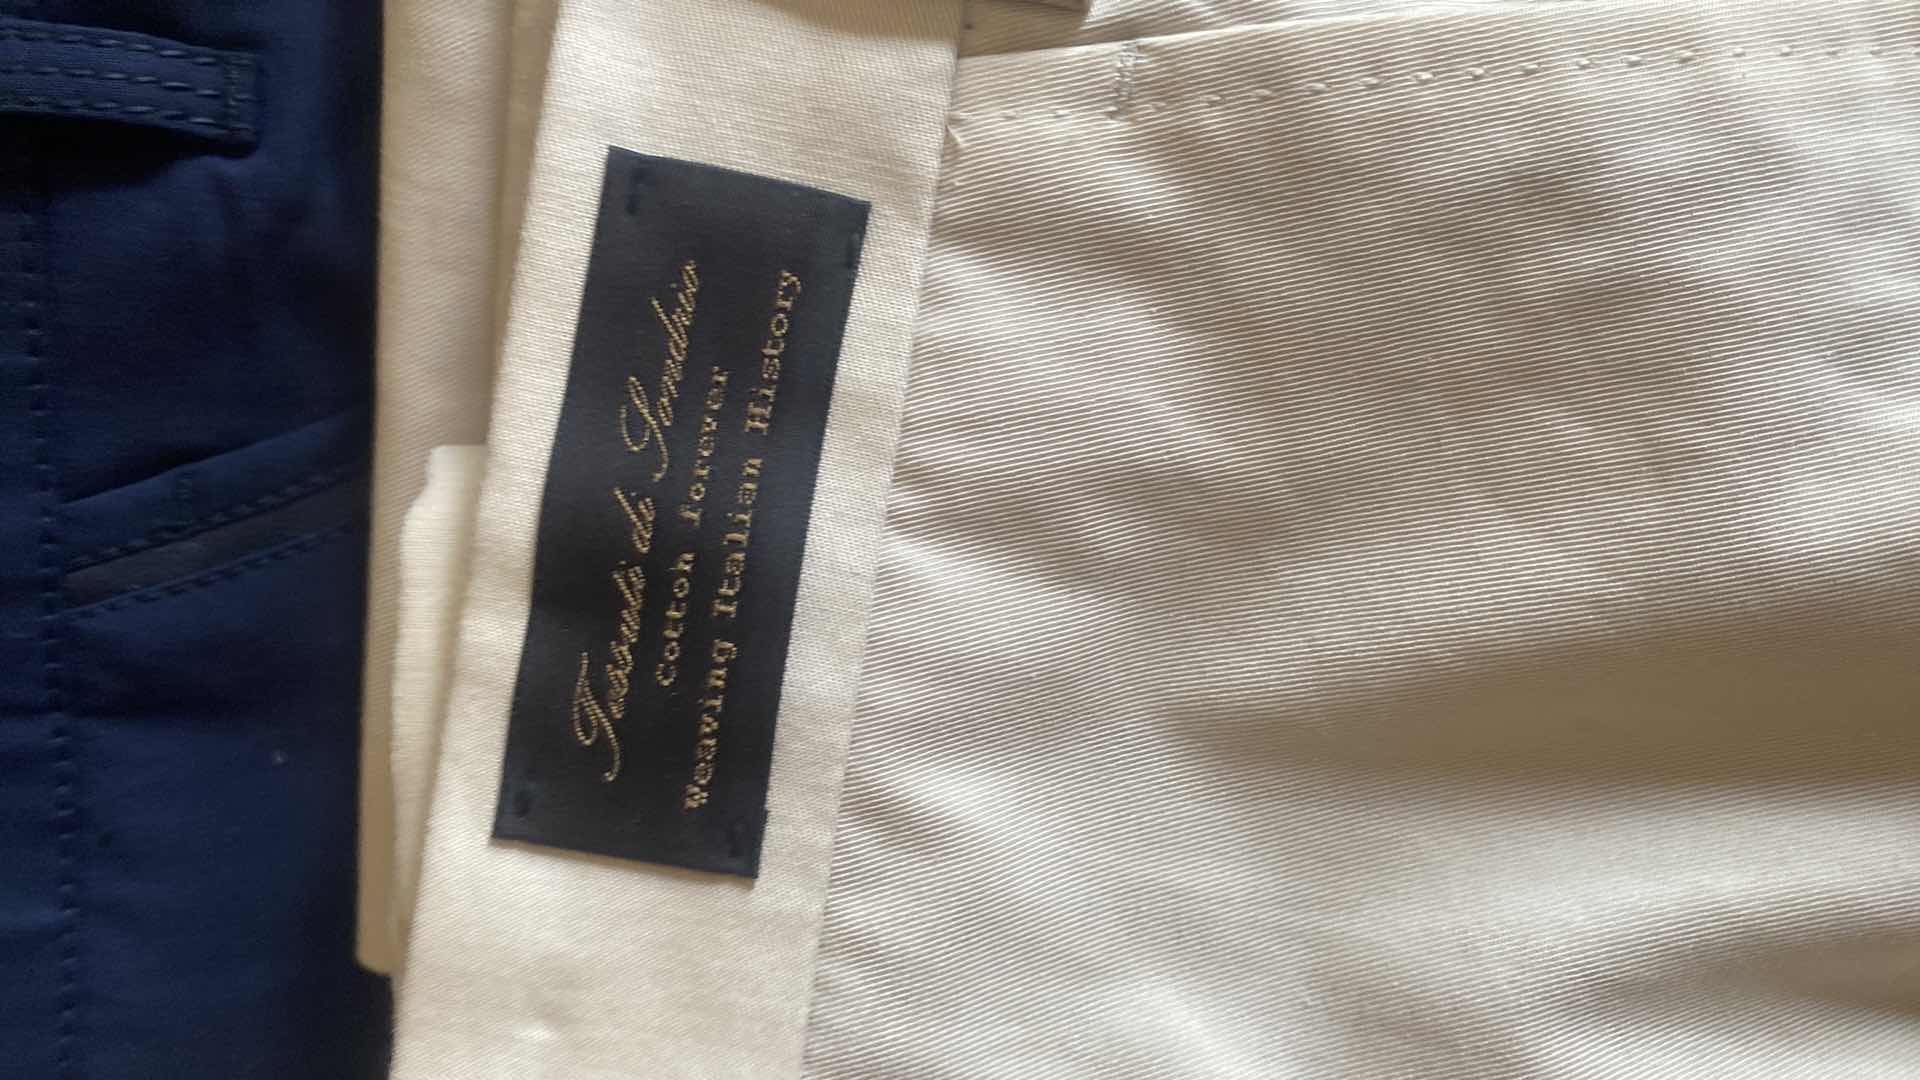 Tessuti di Sondrio
Cotton forever
Weaving Italian History